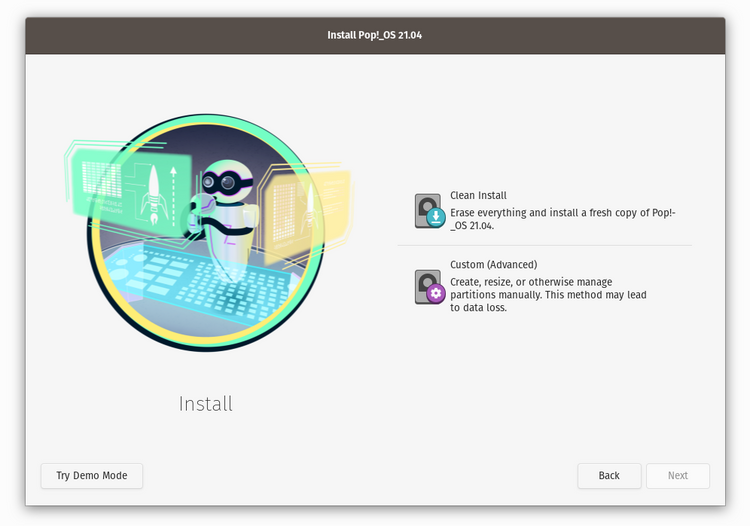 Install Pop!_OS 21.04
Clean Install
Erase everything and install a fresh copy of Pop!-
_OS 21.04.
Custom (Advanced)
Create, resize, or otherwise manage
partitions manually. This method may lead
to data loss.
Install
Try Demo Mode
Back
Next